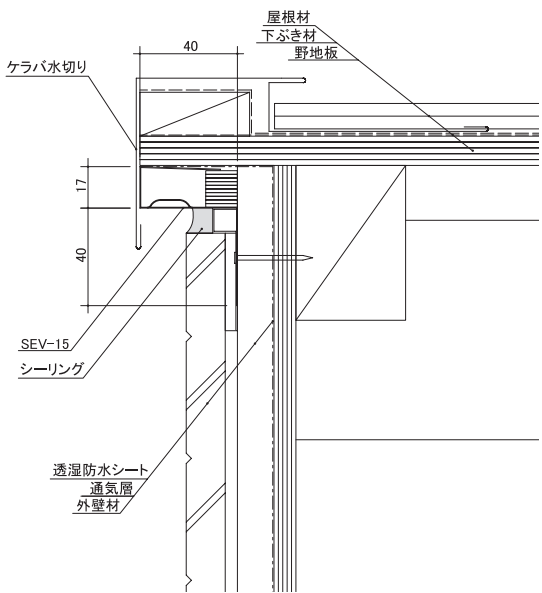 屋根材
下ぶき材
野地板
40
ケラバ水切り
17
40
SEV-15
シーリング
透湿防水シート
通気層
外壁材